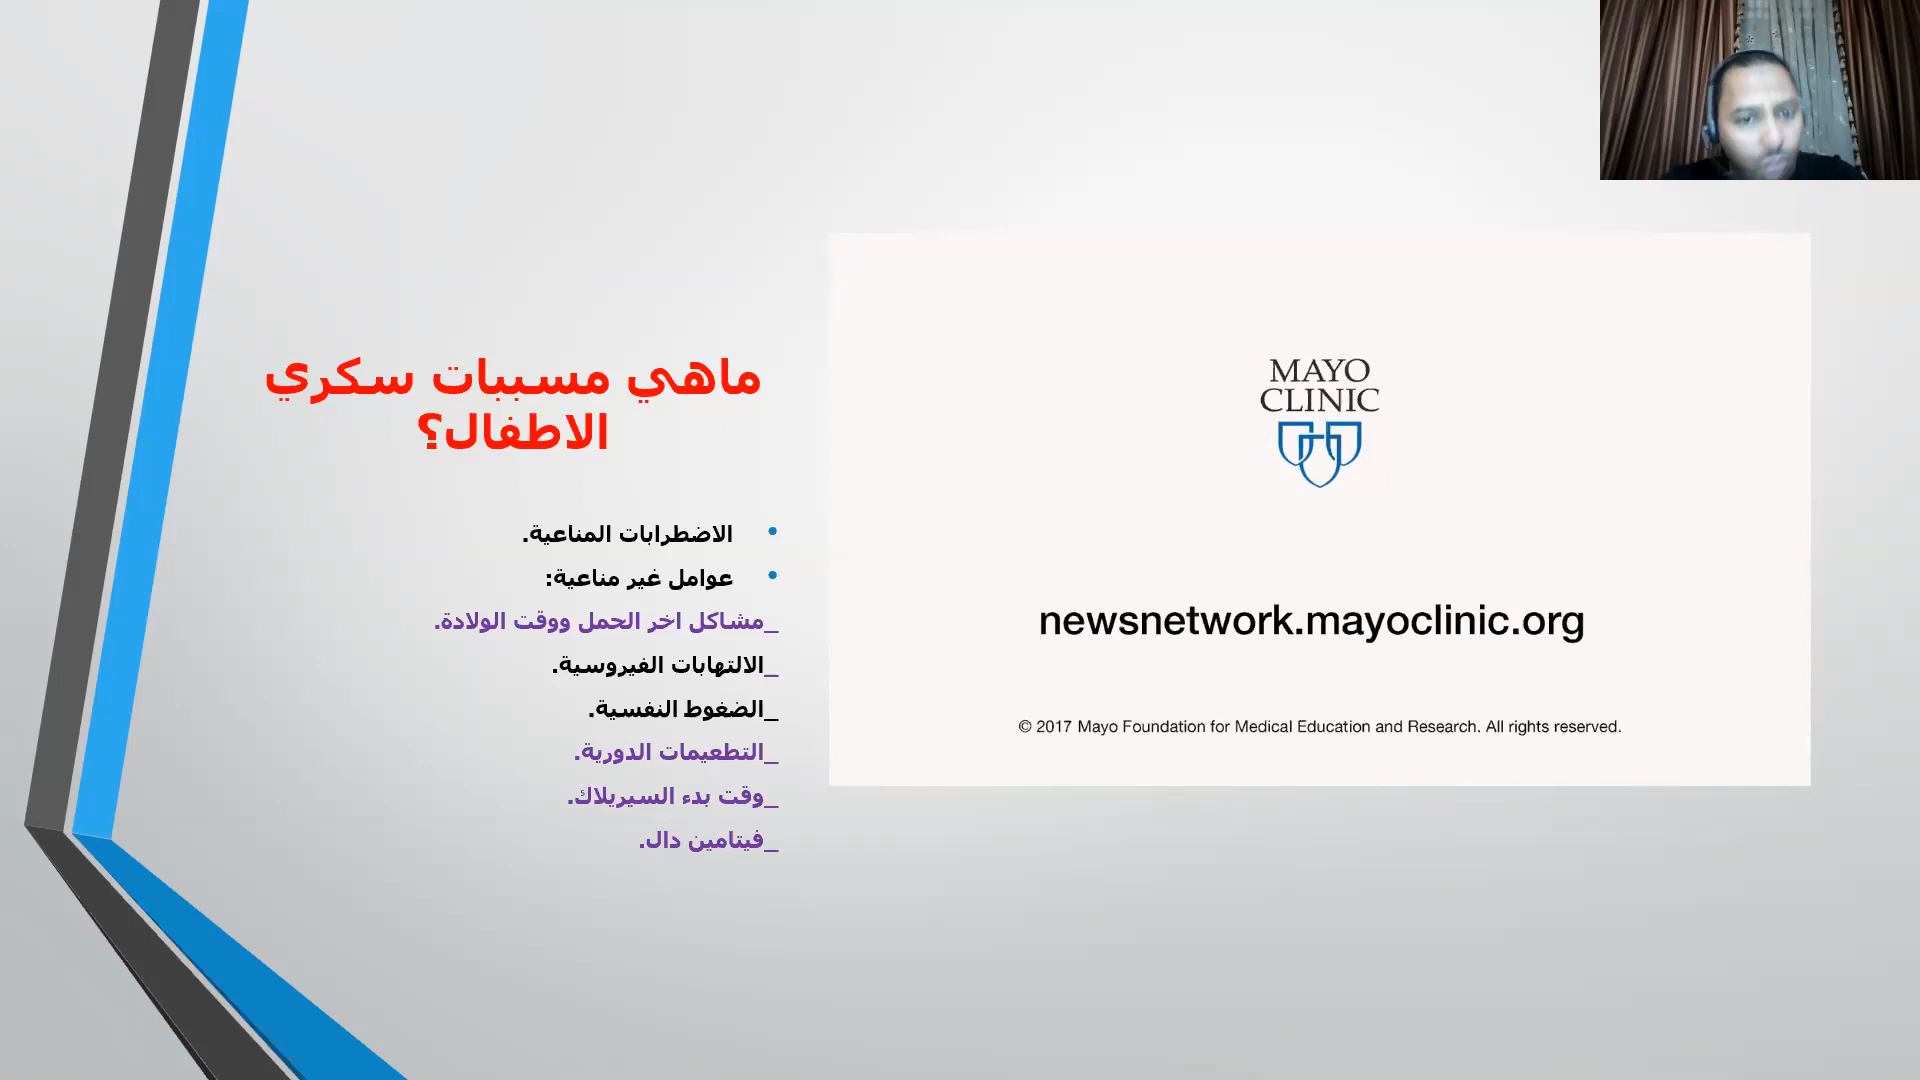 ماهي مسببات سكري
الاطفال؟
• الاضطرابات المناعية.
• عوامل غير مناعية:
_مشاكل اخر الحمل ووقت الولادة.
_الالتهابات الفيروسية.
_الضغوط النفسية.
_التطعيمات الدورية.
_وقت بدء السيريلاك.
_فيتامين دال.
MAYO
CLINIC
newsnetwork.mayoclinic.org
© 2017 Mayo Foundation for Medical Education and Research. All rights reserved.